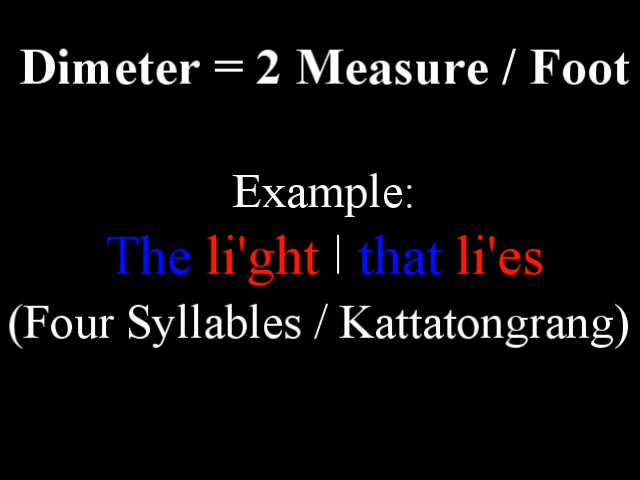 Dimeter = 2 Measure / Foot
Example:
The li'ght | that li'es
(Four Syllables / Kattatongrang)